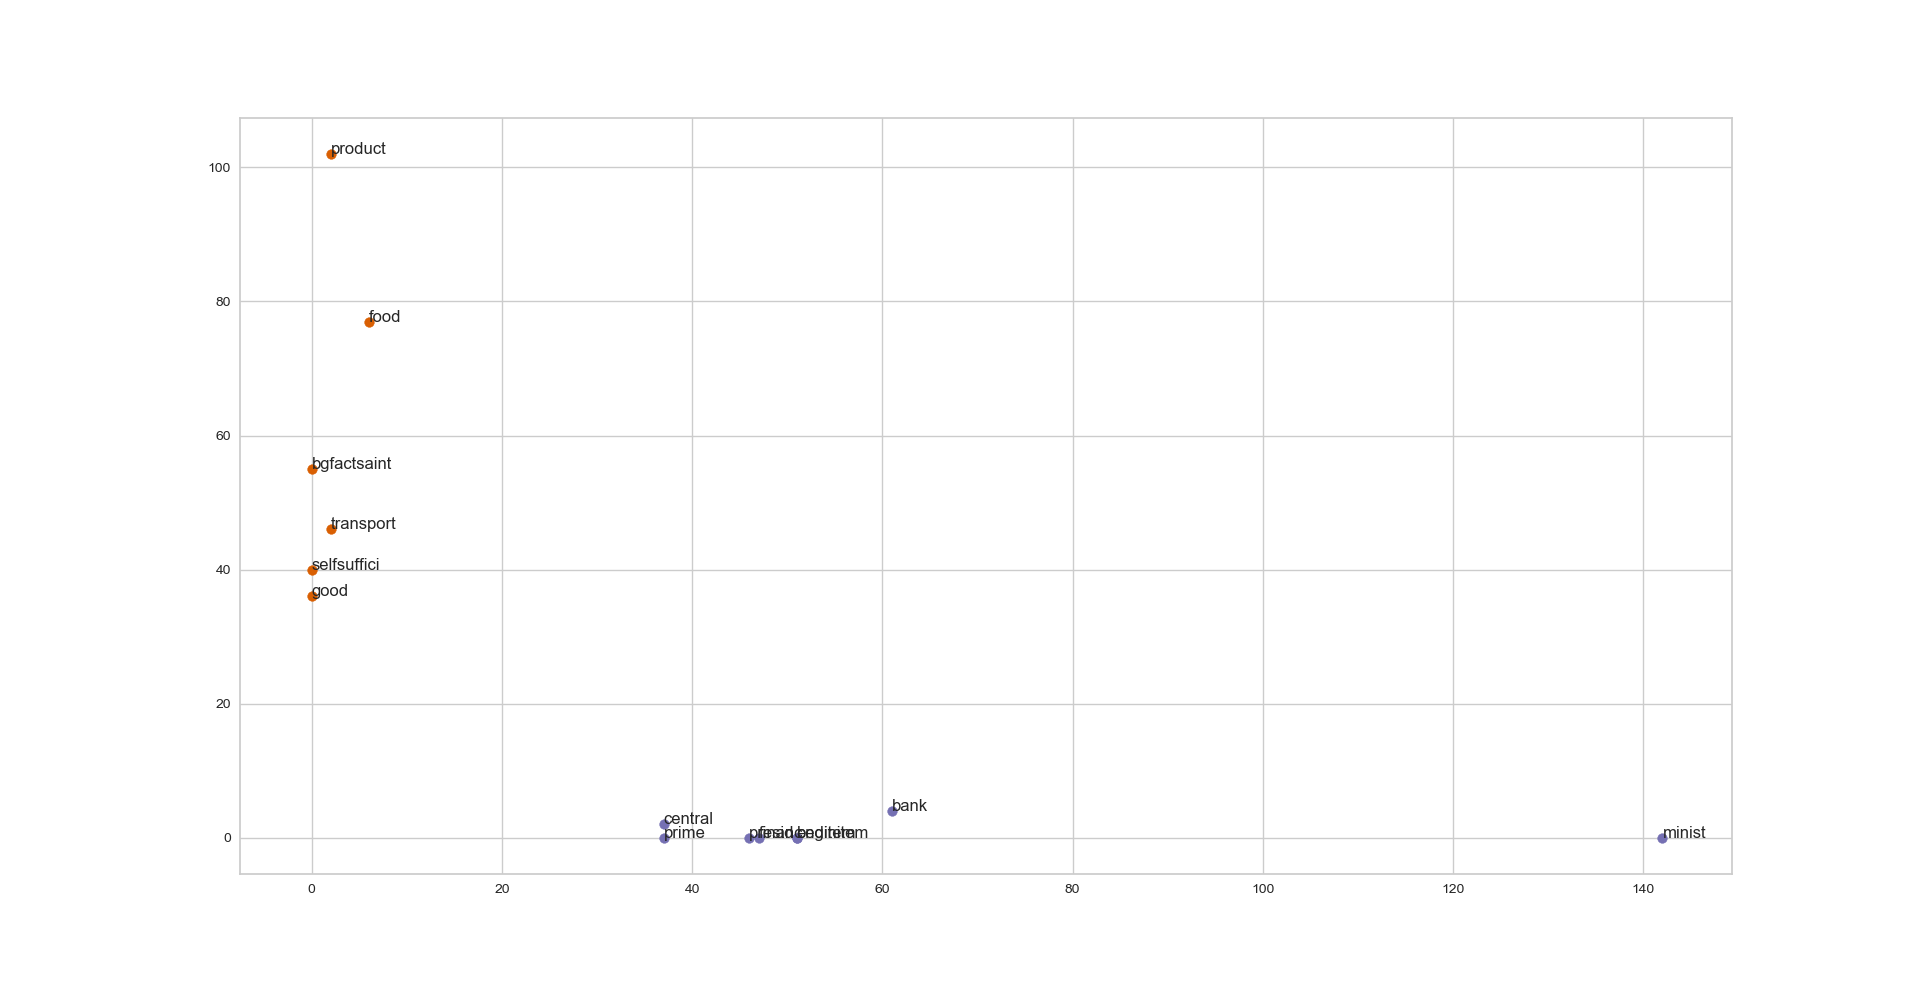 product
100
80
food
60
bgfactsaint
transport
selfsuffici
40
good
20
bank
central
prime
minist
0
0 20 40 60 80 100 120 140